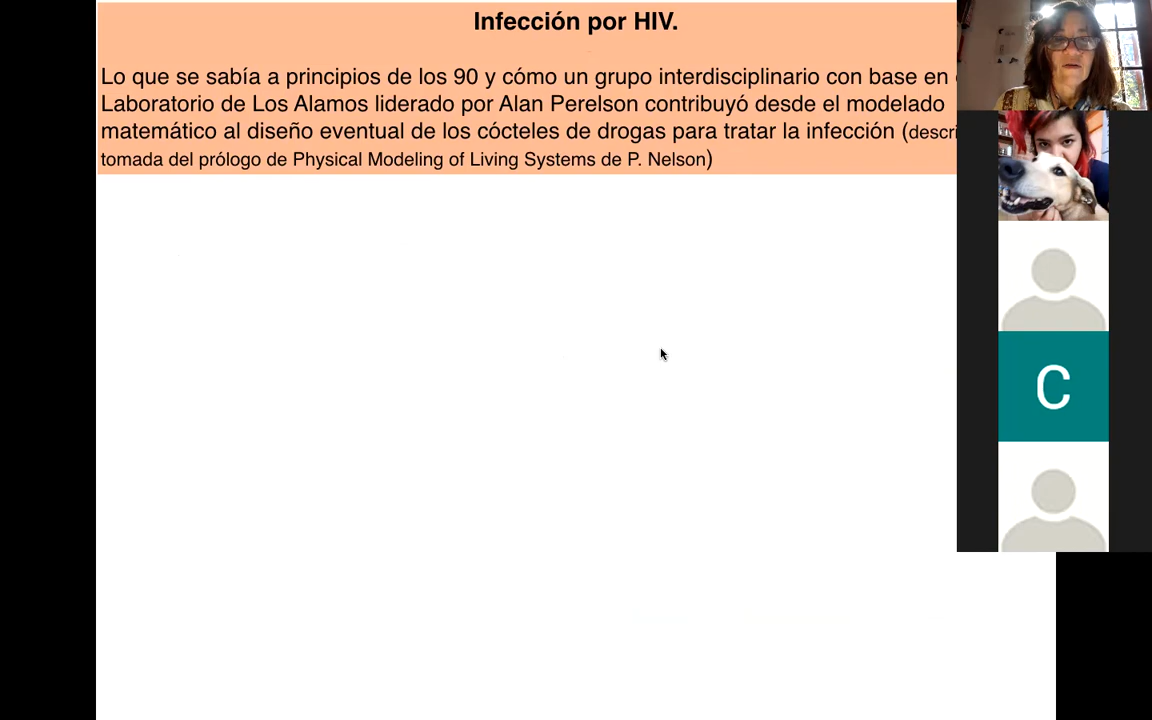 Infección por HIV.
Lo que se sabía a principios de los 90 y cómo un grupo interdisciplinario con base en
Laboratorio de Los Alamos liderado por Alan Perelson contribuyó desde el modelado
matemático al diseño eventual de los cócteles de drogas para tratar la infección (descri
tomada del prólogo de Physical Modeling of Living Systems de P. Nelson)
C